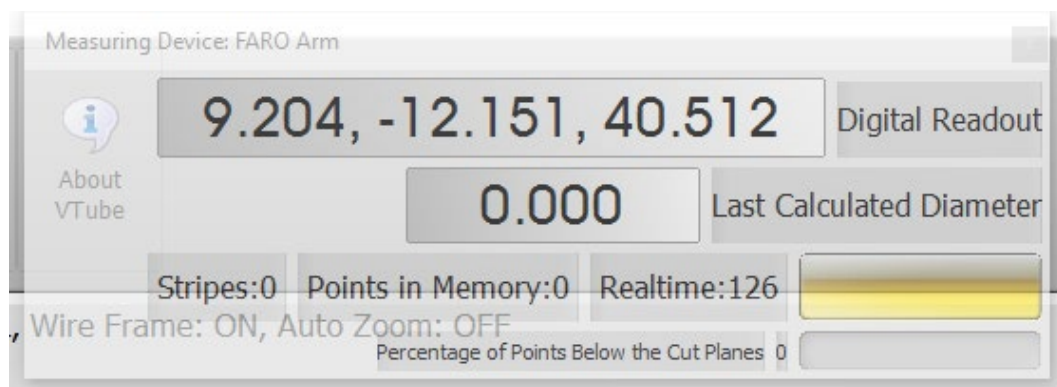 Measuring Device: FARO Arm
9.204, -12.151, 40.512 Digital Readout
About
VTube
0.000 Last Calculated Diameter
Stripes:0 Points in Memory:0 Realtime:126
, Wire Frame: ON, Auto Zoom: OFF
Percentage of Points Below the Cut Planes 0